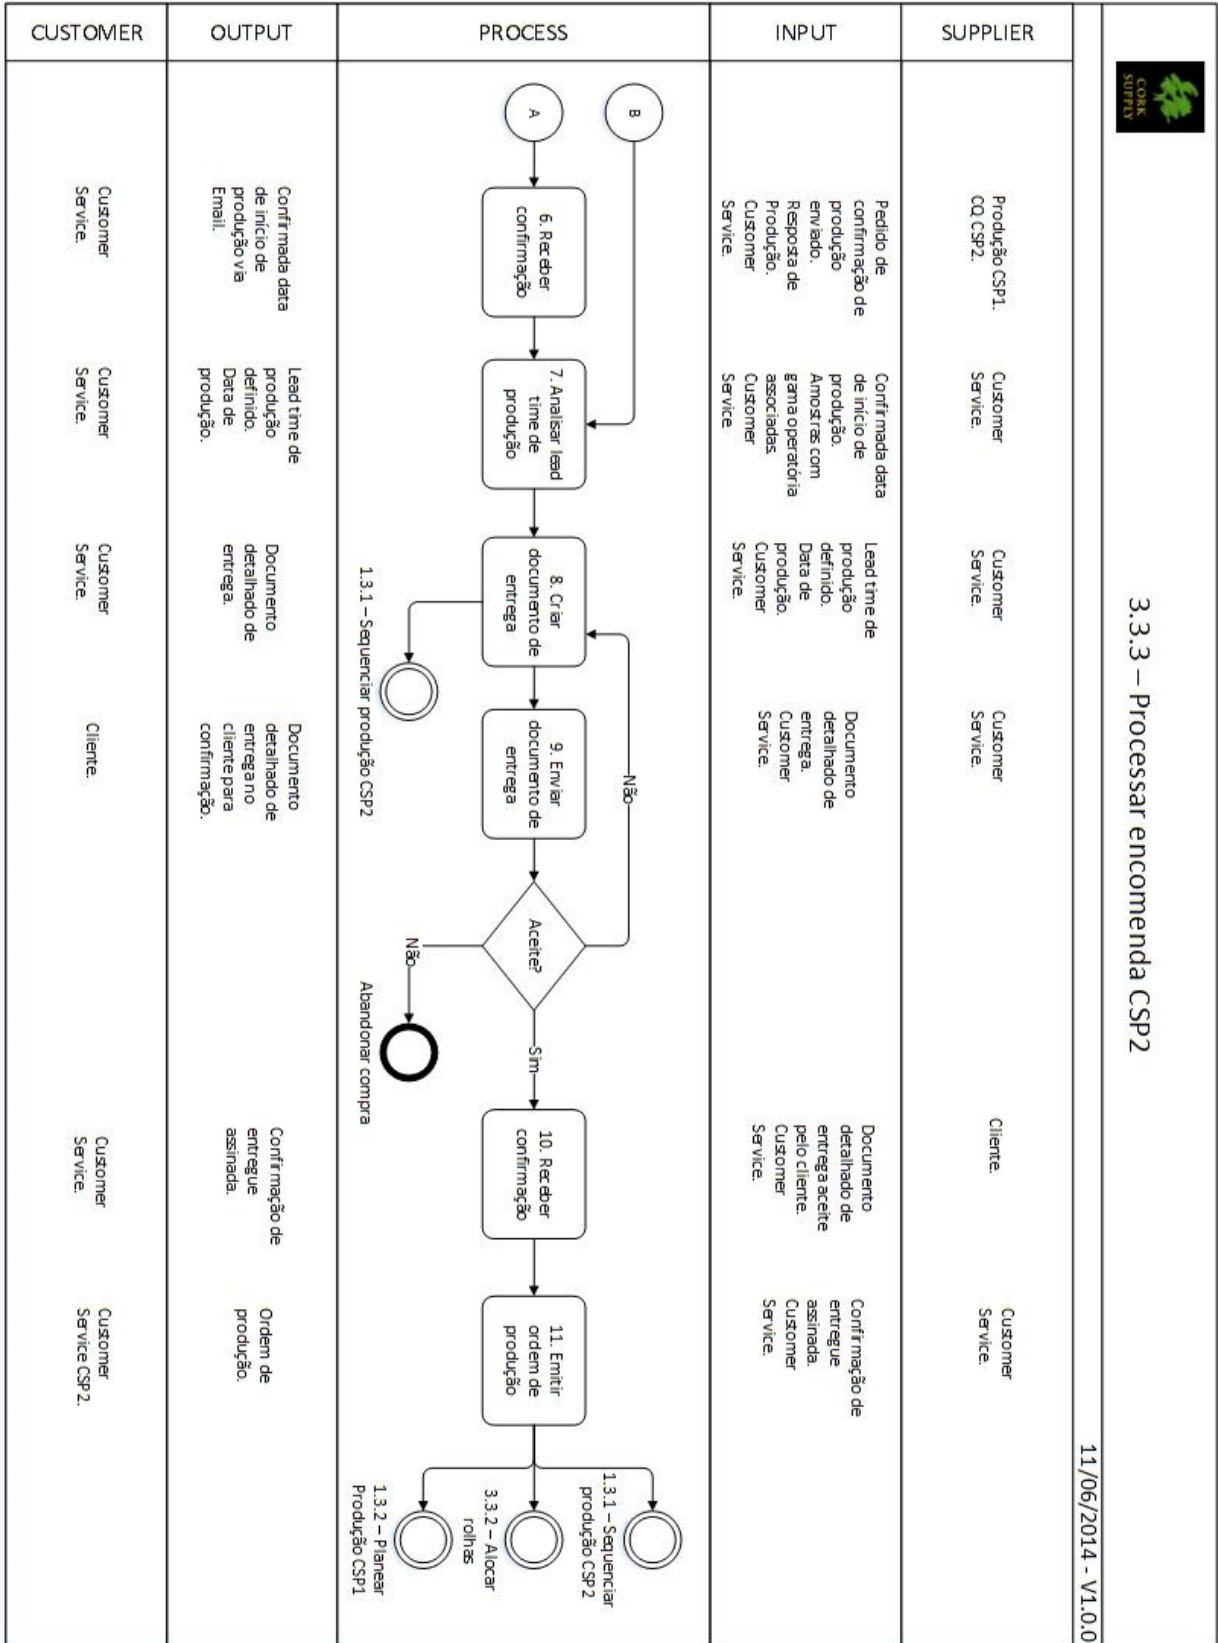 CORK
SUPPLY
3.3.3 – Processar encomenda CSP2
11/06/2014 - V1.0.0
SUPPLIER
Produção CSP1.
CQ CSP2.
Customer
Service.
Customer
Service.
Customer
Service.
Cliente.
Customer
Service.
INPUT
Pedido de
confirmação de
produção
enviado.
Resposta de
Produção.
Customer
Service.
Confirmada data
de início de
produção.
Amostras com
gama operatória
associadas.
Customer
Service
Lead time de
produção
definido.
Data de
produção.
Customer
Service.
Documento
detalhado de
entrega.
Customer
Service.
Documento
detalhado de
entrega aceite
pelo cliente.
Customer
Service.
Confirmação de
entregue
assinada.
Customer
Service.
PROCESS
B
A
6. Receber
confirmação
7. Analisar lead
time de
produção
8. Criar
documento de
entrega
1.3.1 – Sequenciar produção CSP2
9. Enviar
documento de
entrega
Não
Aceite?
Não
Abandonar compra
Sim
10. Receber
confirmação
11. Emitir
ordem de
produção
1.3.1 – Sequenciar
produção CSP2
3.3.2 – Alocar
rolhas
1.3.2 – Planear
Produção CSP1
OUTPUT
Confirmada data
de início de
produção via
Email.
Lead time de
produção
definido.
Data de
produção.
Documento
detalhado de
entrega.
Documento
detalhado de
entrega no
cliente para
confirmação.
Confirmação de
entregue
assinada.
Ordem de
produção.
CUSTOMER
Customer
Service.
Customer
Service.
Customer
Service.
Cliente.
Customer
Service.
Customer
Service CSP2.